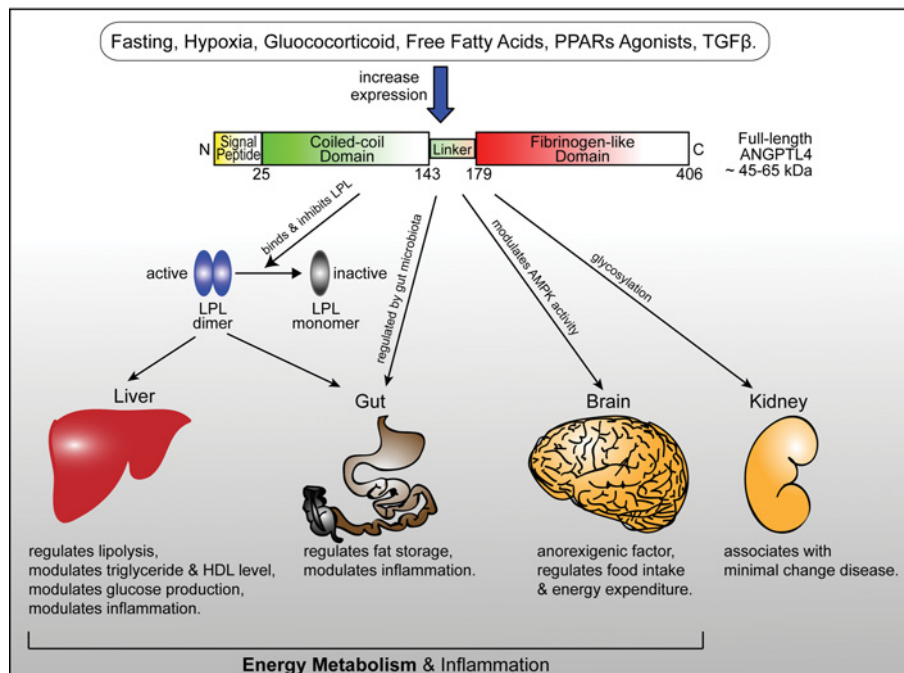 Fasting, Hypoxia, Gluococorticoid, Free Fatty Acids, PPARs Agonists, TGFβ.
increase
expression
N
Signal
Peptide
Coiled-coil
Domain
Linker
Fibrinogen-like
Domain
C
Full-length
ANGPTL4
~ 45-65 kDa
25
143
179
406
binds & inhibits LPL
regulated by gut microbiota
modulates AMPK activity
glycosylation
active
inactive
LPL
dimer
LPL
monomer
Liver
Gut
Brain
Kidney
regulates lipolysis,
modulates triglyceride & HDL level,
modulates glucose production,
modulates inflammation.
regulates fat storage,
modulates inflammation.
anorexigenic factor,
regulates food intake
& energy expenditure.
associates with
minimal change disease.
Energy Metabolism & Inflammation